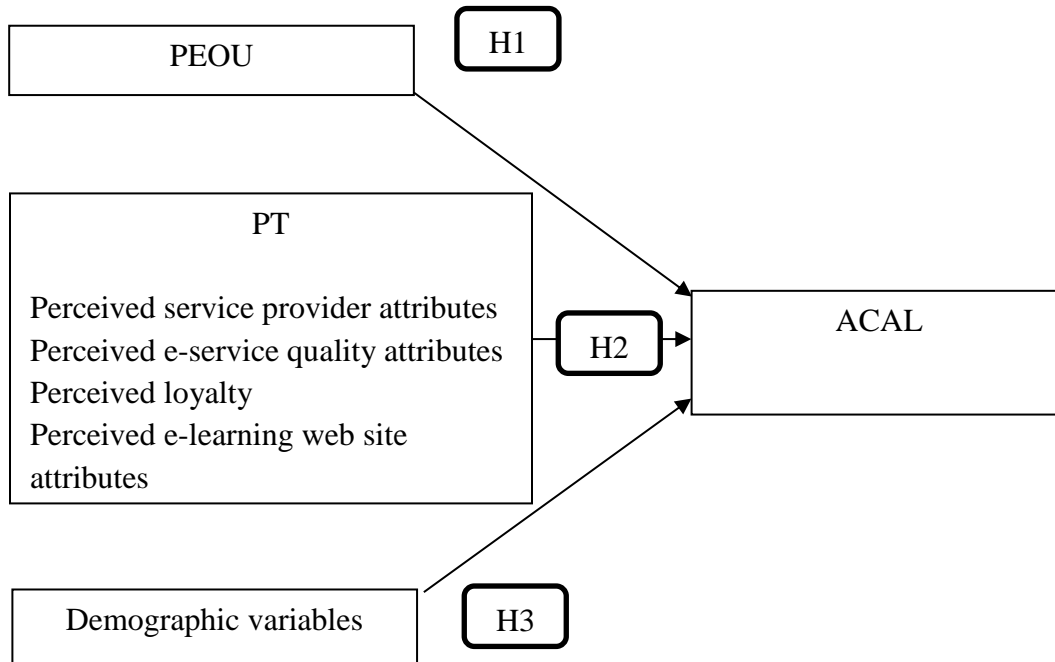 H1
PEOU
PT
Perceived service provider attributes
Perceived e-service quality attributes
Perceived loyalty
Perceived e-learning web site
attributes
H2
ACAL
Demographic variables
H3